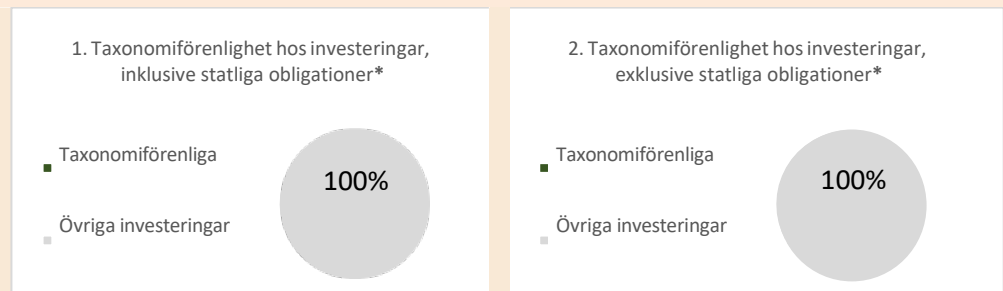 1. Taxonomiförenlighet hos investeringar,
inklusive statliga obligationer*
Taxonomiförenliga
100%
Övriga investeringar
2. Taxonomiförenlighet hos investeringar,
exklusive statliga obligationer*
Taxonomiförenliga
100%
Övriga investeringar